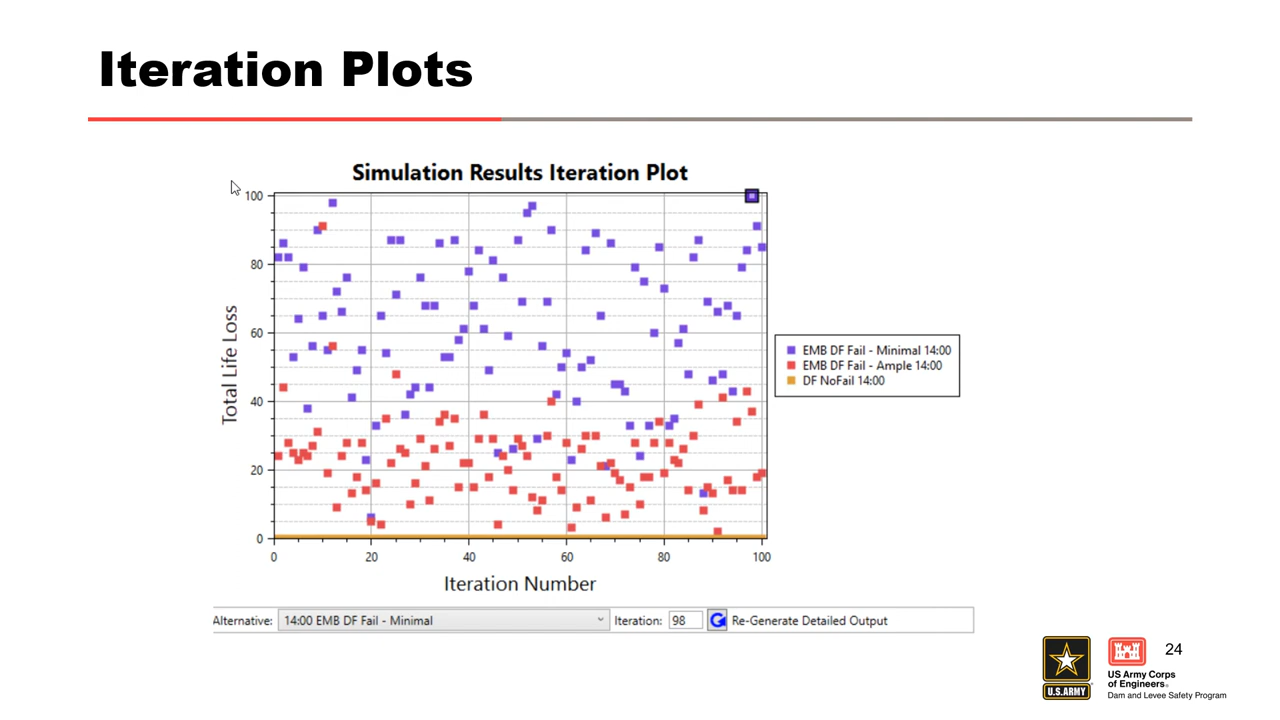 Iteration Plots
Simulation Results Iteration Plot
100
80
60
40
20
0
Total Life Loss
0 20 40 60 80 100
Iteration Number
EMB DF Fail - Minimal 14:00
EMB DF Fail - Ample 14:00
DF NoFail 14:00
Alternative: 14:00 EMB DF Fail - Minimal Iteration: 98 Re-Generate Detailed Output
24
U.S.ARMY
US Army Corps
of Engineers®
Dam and Levee Safety Program